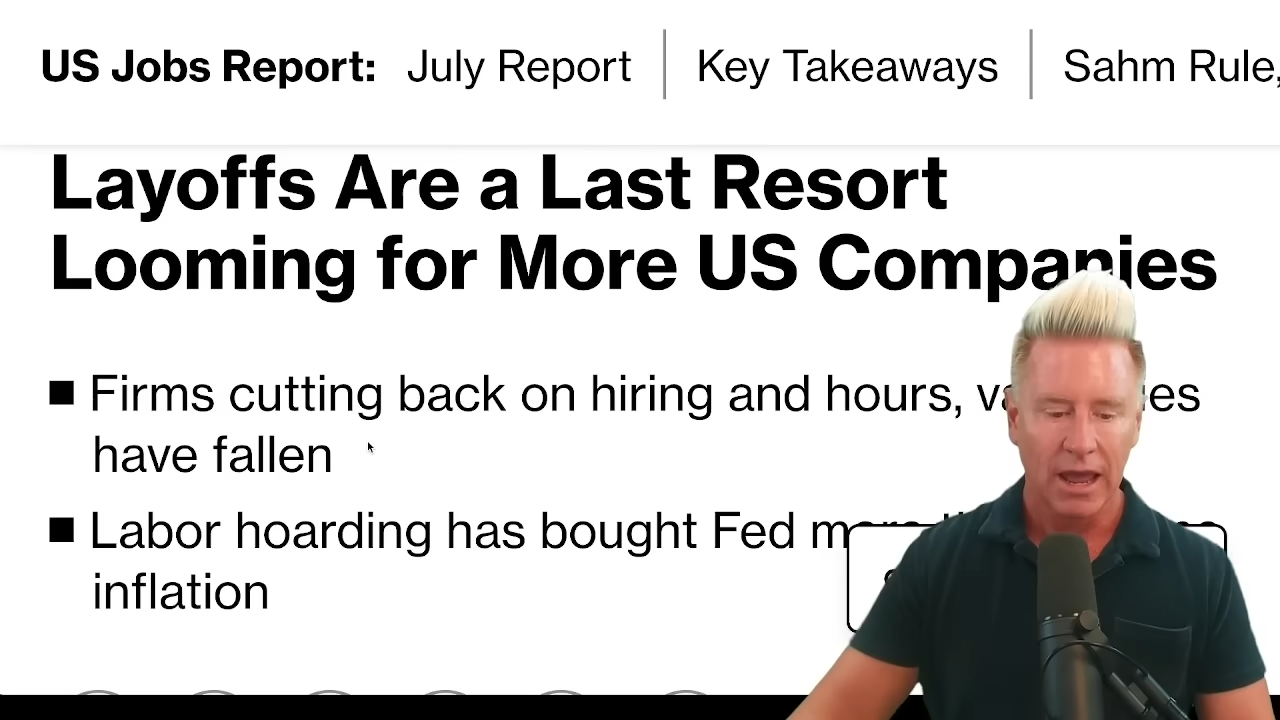 US Jobs Report: July Report Key Takeaways Sahm Rule,
Layoffs Are a Last Resort
Looming for More US Companies
Firms cutting back on hiring and hours,
have fallen
Labor hoarding has bought Fed
inflation